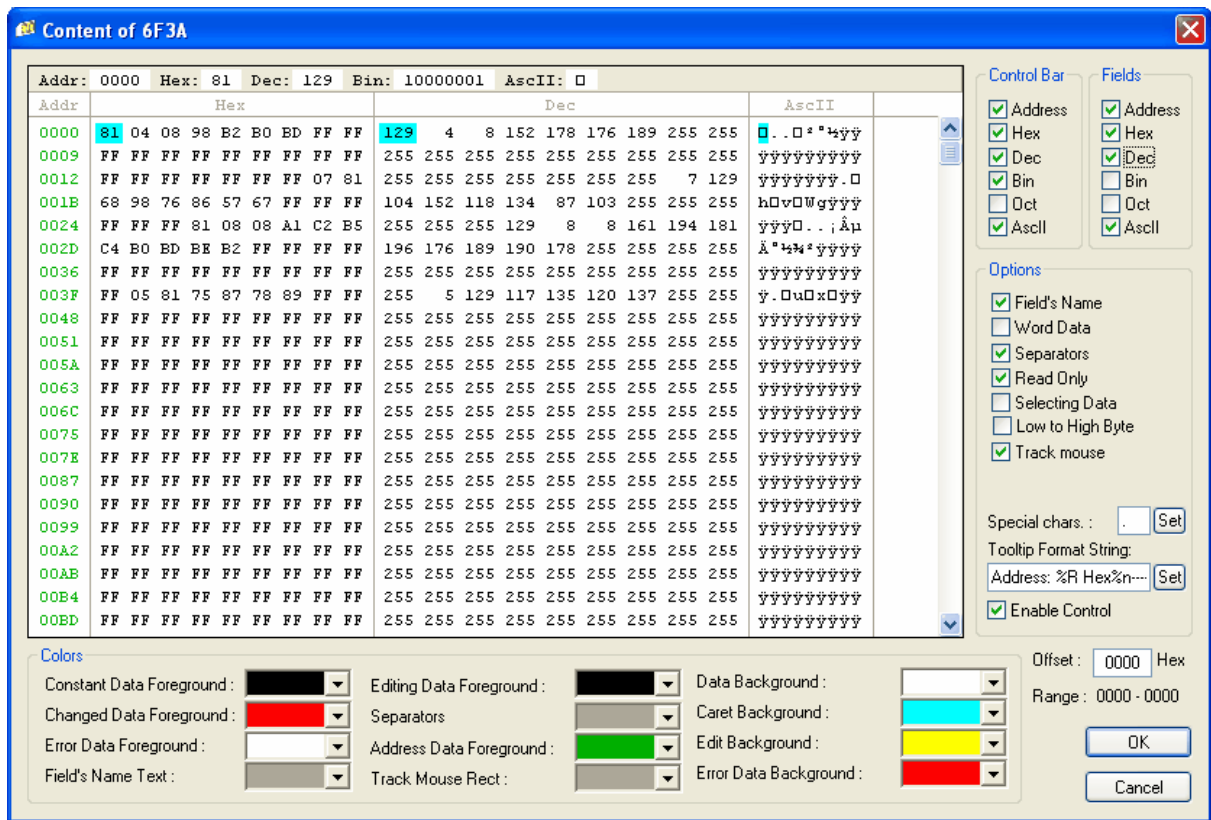 Content of 6F3A
Addr: 0000 Hex: 81 Dec: 129 Bin: 10000001 AscII: □
Addr Hex Dec AscII
0000 81 04 08 98 B2 B0 BD FF FF 129 4 8 152 178 176 189 255 255 □..□²°½ÿÿ
0009 FF FF FF FF FF FF FF FF FF 255 255 255 255 255 255 255 255 255 ÿÿÿÿÿÿÿÿÿ
0012 FF FF FF FF FF FF FF 07 81 255 255 255 255 255 255 255 7 129 ÿÿÿÿÿÿÿ.□
001B 68 98 76 86 57 67 FF FF FF 104 152 118 134 87 103 255 255 255 h□v□Wgÿÿÿ
0024 FF FF FF 81 08 08 A1 C2 B5 255 255 255 129 8 8 161 194 181 ÿÿÿ□..¡Âµ
002D C4 B0 BD BE B2 FF FF FF FF 196 176 189 190 178 255 255 255 255 Ä°½¾²ÿÿÿÿ
0036 FF FF FF FF FF FF FF FF FF 255 255 255 255 255 255 255 255 255 ÿÿÿÿÿÿÿÿÿ
003F FF 05 81 75 87 78 89 FF FF 255 5 129 117 135 120 137 255 255 ÿ.□u□x□ÿÿ
0048 FF FF FF FF FF FF FF FF FF 255 255 255 255 255 255 255 255 255 ÿÿÿÿÿÿÿÿÿ
0051 FF FF FF FF FF FF FF FF FF 255 255 255 255 255 255 255 255 255 ÿÿÿÿÿÿÿÿÿ
005A FF FF FF FF FF FF FF FF FF 255 255 255 255 255 255 255 255 255 ÿÿÿÿÿÿÿÿÿ
0063 FF FF FF FF FF FF FF FF FF 255 255 255 255 255 255 255 255 255 ÿÿÿÿÿÿÿÿÿ
006C FF FF FF FF FF FF FF FF FF 255 255 255 255 255 255 255 255 255 ÿÿÿÿÿÿÿÿÿ
0075 FF FF FF FF FF FF FF FF FF 255 255 255 255 255 255 255 255 255 ÿÿÿÿÿÿÿÿÿ
007E FF FF FF FF FF FF FF FF FF 255 255 255 255 255 255 255 255 255 ÿÿÿÿÿÿÿÿÿ
0087 FF FF FF FF FF FF FF FF FF 255 255 255 255 255 255 255 255 255 ÿÿÿÿÿÿÿÿÿ
0090 FF FF FF FF FF FF FF FF FF 255 255 255 255 255 255 255 255 255 ÿÿÿÿÿÿÿÿÿ
0099 FF FF FF FF FF FF FF FF FF 255 255 255 255 255 255 255 255 255 ÿÿÿÿÿÿÿÿÿ
00A2 FF FF FF FF FF FF FF FF FF 255 255 255 255 255 255 255 255 255 ÿÿÿÿÿÿÿÿÿ
00AB FF FF FF FF FF FF FF FF FF 255 255 255 255 255 255 255 255 255 ÿÿÿÿÿÿÿÿÿ
00B4 FF FF FF FF FF FF FF FF FF 255 255 255 255 255 255 255 255 255 ÿÿÿÿÿÿÿÿÿ
00BD FF FF FF FF FF FF FF FF FF 255 255 255 255 255 255 255 255 255 ÿÿÿÿÿÿÿÿÿ
Control Bar Fields
Address Address
Hex Hex
Dec Dec
Bin Bin
Oct Oct
AscII AscII
Options
Field's Name
Word Data
Separators
Read Only
Selecting Data
Low to High Byte
Track mouse
Special chars. : . Set
Tooltip Format String:
Address: %R Hex%n---- Set
Enable Control
Colors
Constant Data Foreground : Editing Data Foreground : Data Background :
Changed Data Foreground : Separators Caret Background :
Error Data Foreground : Address Data Foreground : Edit Background :
Field's Name Text : Track Mouse Rect : Error Data Background :
Offset : 0000 Hex
Range : 0000 - 0000
OK
Cancel